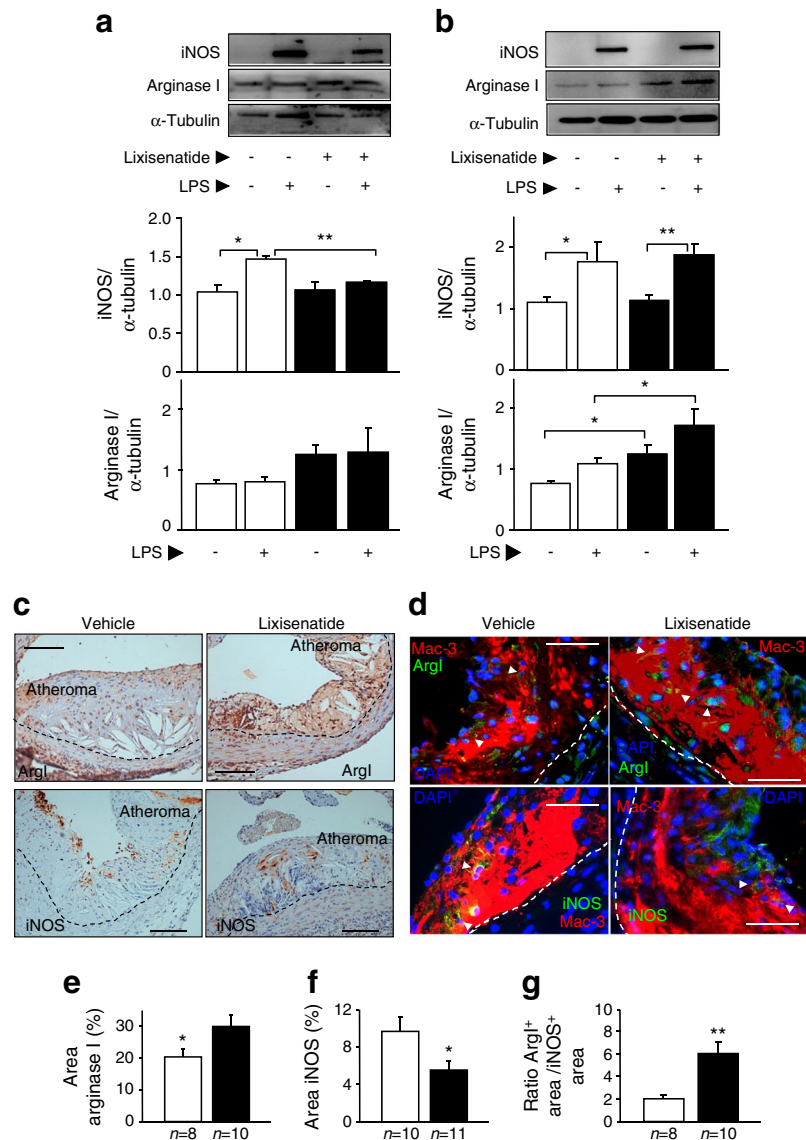 a
iNOS
Arginase I
α-Tubulin
Lixisenatide ► - - + +
LPS ► - + - +
iNOS/
α-tubulin
2.0
1.5
1.0
0.5
* **
Arginase I/
α-tubulin
2
1
0
LPS ► - + - +
b
iNOS
Arginase I
α-Tubulin
Lixisenatide ► - - + +
LPS ► - + - +
iNOS/
α-tubulin
2
1
0
* **
Arginase I/
α-tubulin
2
1
0
*
*
- + - +
c
Vehicle Lixisenatide
Atheroma
ArgI
Atheroma
ArgI
Atheroma
iNOS
Atheroma
iNOS
d
Vehicle Lixisenatide
Mac-3
ArgI
DAPI
Mac-3
DAPI
ArgI
DAPI
iNOS
Mac-3
Mac-3
DAPI
iNOS
e
Area
arginase I (%)
30
20
10
0
*
n=8 n=10
f
Area iNOS (%)
12
8
4
0
*
n=10 n=11
g
Ratio ArgI⁺
area /iNOS⁺
area
8
6
4
2
0
**
n=8 n=10